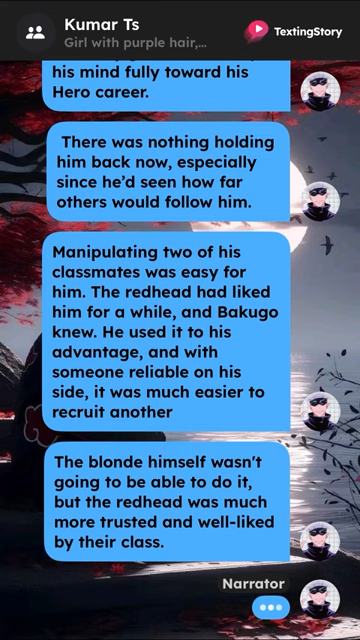 Kumar Ts
Girl with purple hair,...
TextingStory
his mind fully toward his
Hero career.
There was nothing holding
him back now, especially
since he'd seen how far
others would follow him.
Manipulating two of his
classmates was easy for
him. The redhead had liked
him for a while, and Bakugo
knew. He used it to his
advantage, and with
someone reliable on his
side, it was much easier to
recruit another
The blonde himself wasn't
going to be able to do it,
but the redhead was much
more trusted and well-liked
by their class.
Narrator